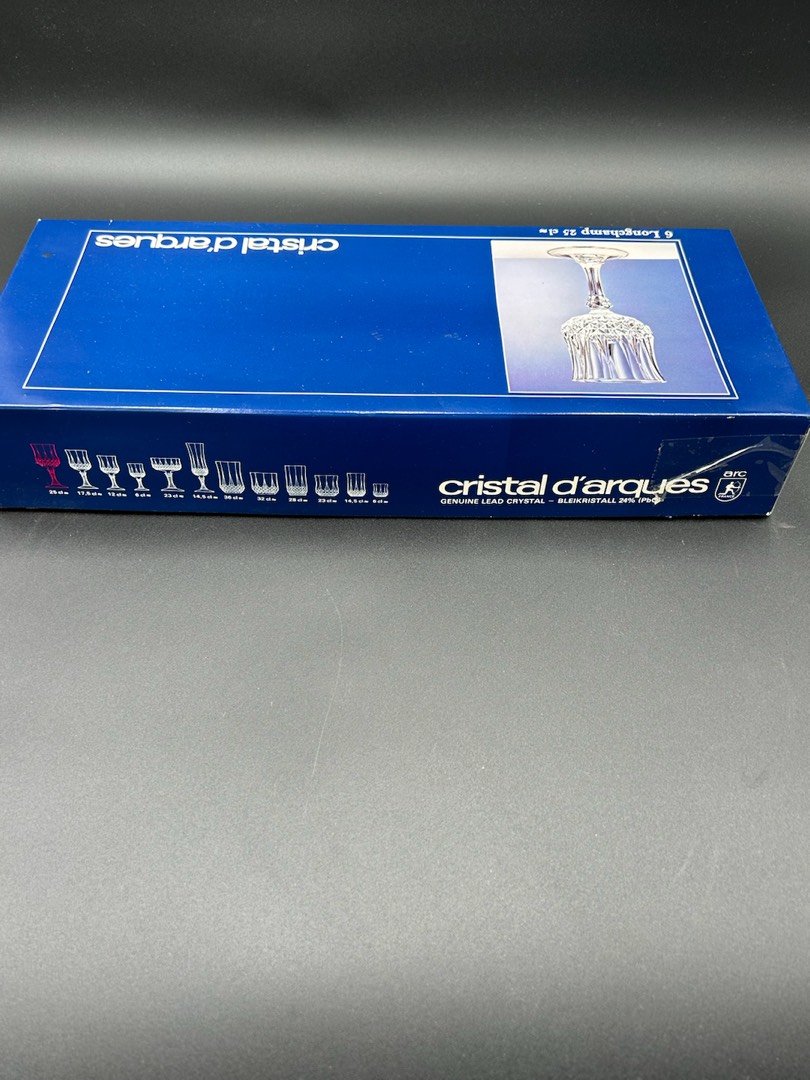 6 Longchamp 25 cl ≈
cristal d'arques
25 cl ≈ 17,5 cl ≈ 12 cl ≈ 6 cl ≈ 23 cl ≈ 14,5 cl ≈ 36 cl ≈ 32 cl ≈ 28 cl ≈ 23 cl ≈ 14,5 cl ≈ 5 cl ≈
arc
cristal d'arques
GENUINE LEAD CRYSTAL – BLEIKRISTALL 24% (PbO)